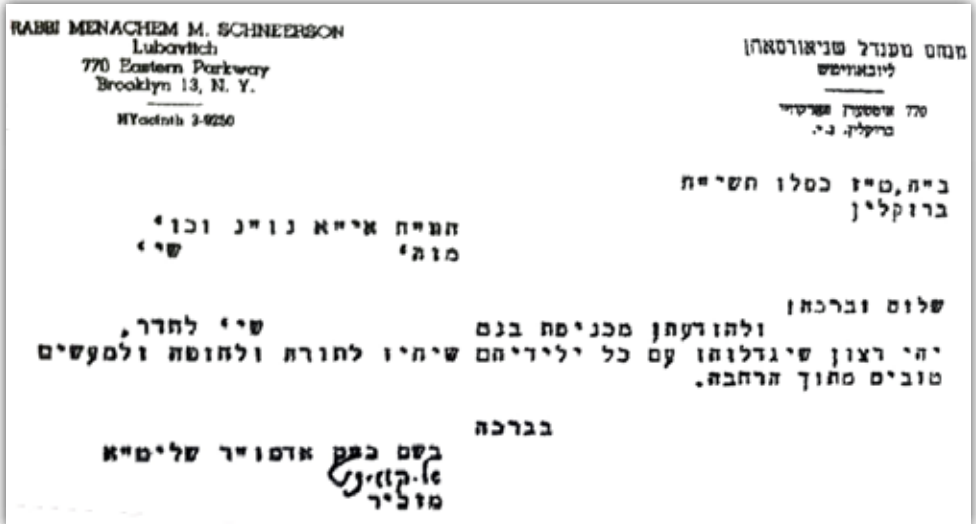 RABBI MENACHEM M. SCHNEERSON
Lubavitch
770 Eastern Parkway
Brooklyn 13, N. Y.
HYacinth 3-9250
מנחם מענדל שניאורסאהן
ליובאוויטש
770 איסטערן פארקוויי
ברוקלין, נ. י.
ב"ה, ט"ז כסלו תשי"ח
ברוקלין
הוו"ח אי"א נו"נ וכו'
מוה' שי'
שלום וברכה!
ולהודעתו מכניסת בנם שי' לחדר,
יהי רצון שיגדלוהו עם כל ילידיהם שיחיו לתורה ולחופה ולמעשים
טובים מתוך הרחבה.
בברכה
בשם כ"ק אדמו"ר שליט"א
מזכיר